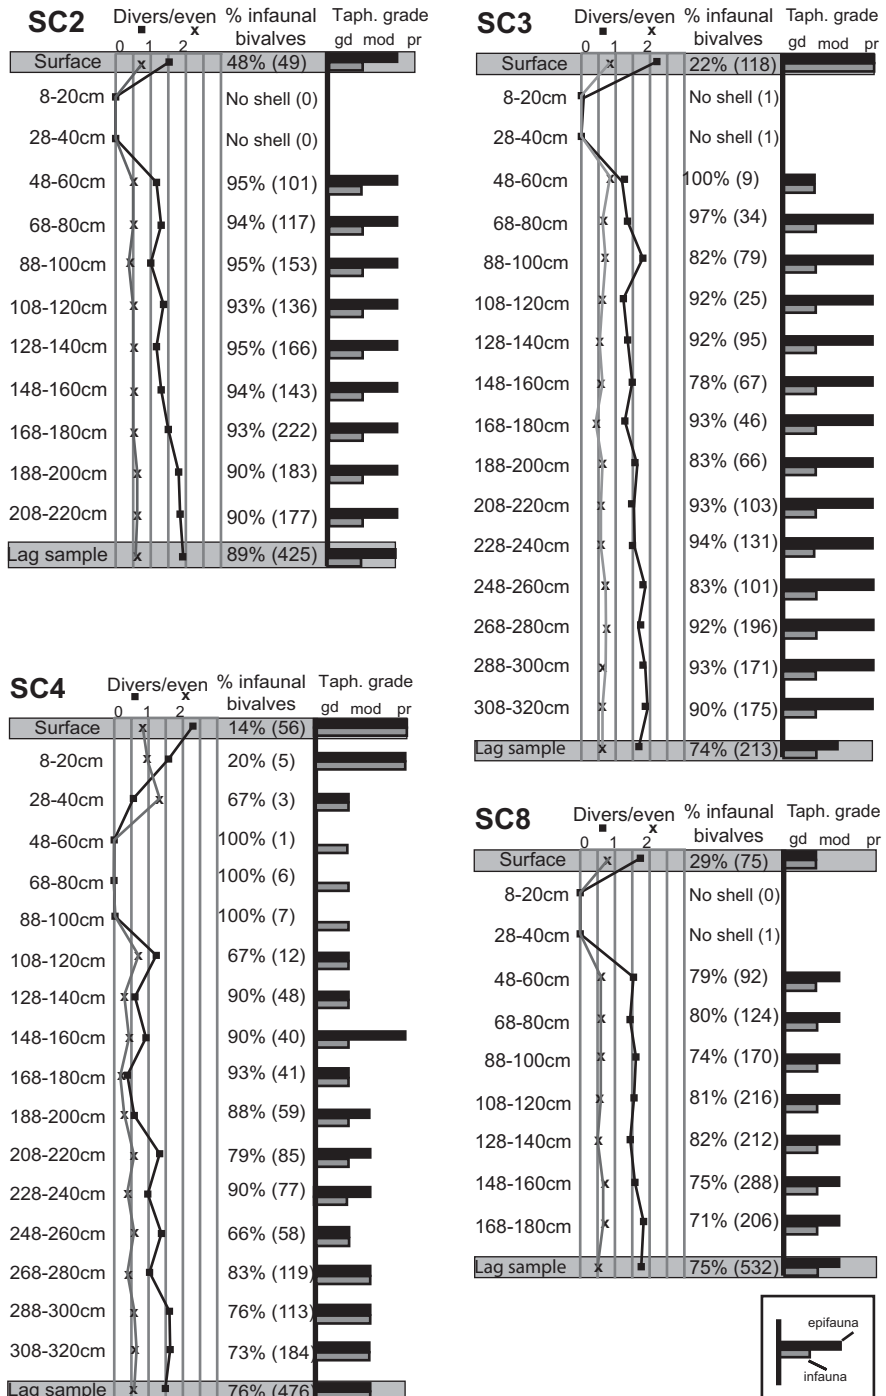 SC2
Divers/even
% infaunal
bivalves
Taph. grade
gd mod pr
0 1 2
Surface 48% (49)
8-20cm No shell (0)
28-40cm No shell (0)
48-60cm x 95% (101)
68-80cm x 94% (117)
88-100cm x 95% (153)
108-120cm x 93% (136)
128-140cm x 95% (166)
148-160cm x 94% (143)
168-180cm x 93% (222)
188-200cm x 90% (183)
208-220cm x 90% (177)
Lag sample x 89% (425)
SC3
Divers/even
% infaunal
bivalves
Taph. grade
gd mod pr
0 1 2
Surface x 22% (118)
8-20cm No shell (1)
28-40cm No shell (1)
48-60cm x 100% (9)
68-80cm x 97% (34)
88-100cm x 82% (79)
108-120cm x 92% (25)
128-140cm x 92% (95)
148-160cm x 78% (67)
168-180cm x 93% (46)
188-200cm x 83% (66)
208-220cm x 93% (103)
228-240cm x 94% (131)
248-260cm x 83% (101)
268-280cm x 92% (196)
288-300cm x 93% (171)
308-320cm x 90% (175)
Lag sample x 74% (213)
SC4
Divers/even
% infaunal
bivalves
Taph. grade
gd mod pr
0 1 2
Surface x 14% (56)
8-20cm x 20% (5)
28-40cm x 67% (3)
48-60cm 100% (1)
68-80cm 100% (6)
88-100cm 100% (7)
108-120cm x 67% (12)
128-140cm x 90% (48)
148-160cm x 90% (40)
168-180cm x 93% (41)
188-200cm x 88% (59)
208-220cm x 79% (85)
228-240cm x 90% (77)
248-260cm x 66% (58)
268-280cm x 83% (119)
288-300cm x 76% (113)
308-320cm x 73% (184)
Lag sample x 76% (476)
SC8
Divers/even
% infaunal
bivalves
Taph. grade
gd mod pr
0 1 2
Surface x 29% (75)
8-20cm No shell (0)
28-40cm No shell (1)
48-60cm x 79% (92)
68-80cm x 80% (124)
88-100cm x 74% (170)
108-120cm x 81% (216)
128-140cm x 82% (212)
148-160cm x 75% (288)
168-180cm x 71% (206)
Lag sample x 75% (532)
epifauna
infauna